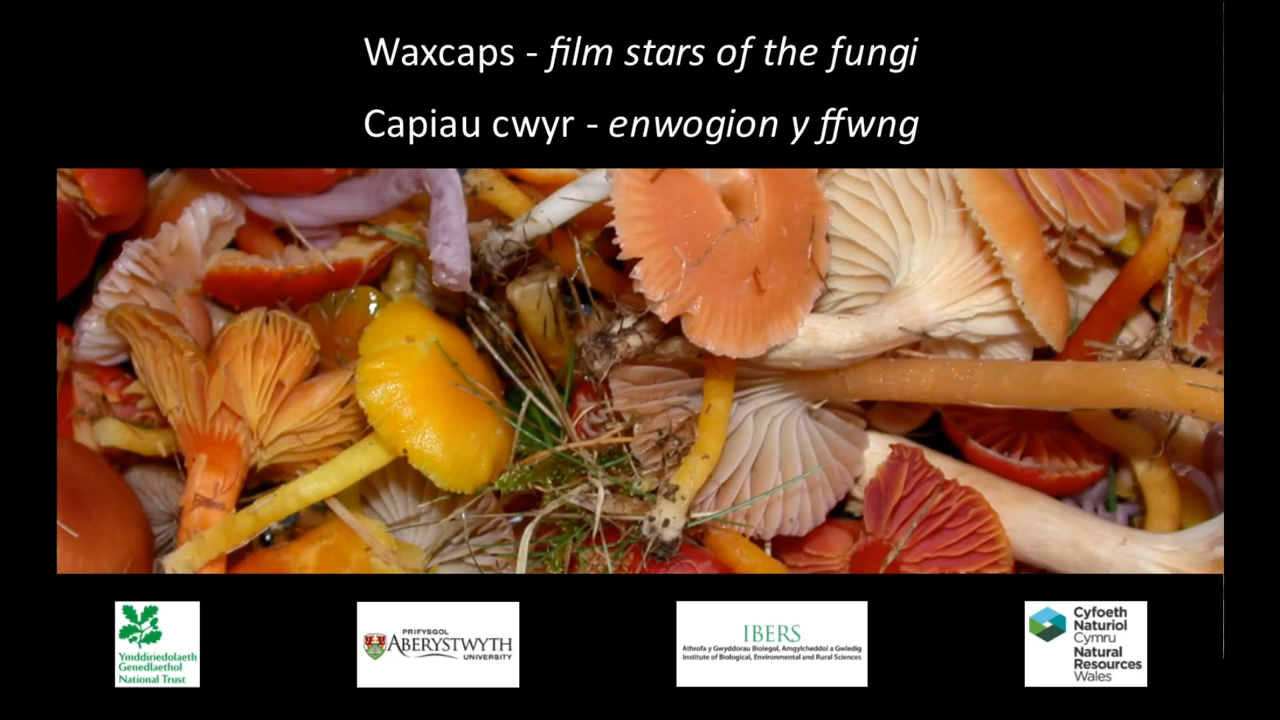 Waxcaps - film stars of the fungi
Capiau cwyr - enwogion y ffwng
Ymddiriedolaeth
Genedlaethol
National Trust
PRIFYSGOL
ABERYSTWYTH
UNIVERSITY
IBERS
Athrofa y Gwyddorau Biolegol, Amgylcheddol a Gwledig
Institute of Biological, Environmental and Rural Sciences
Cyfoeth
Naturiol
Cymru
Natural
Resources
Wales